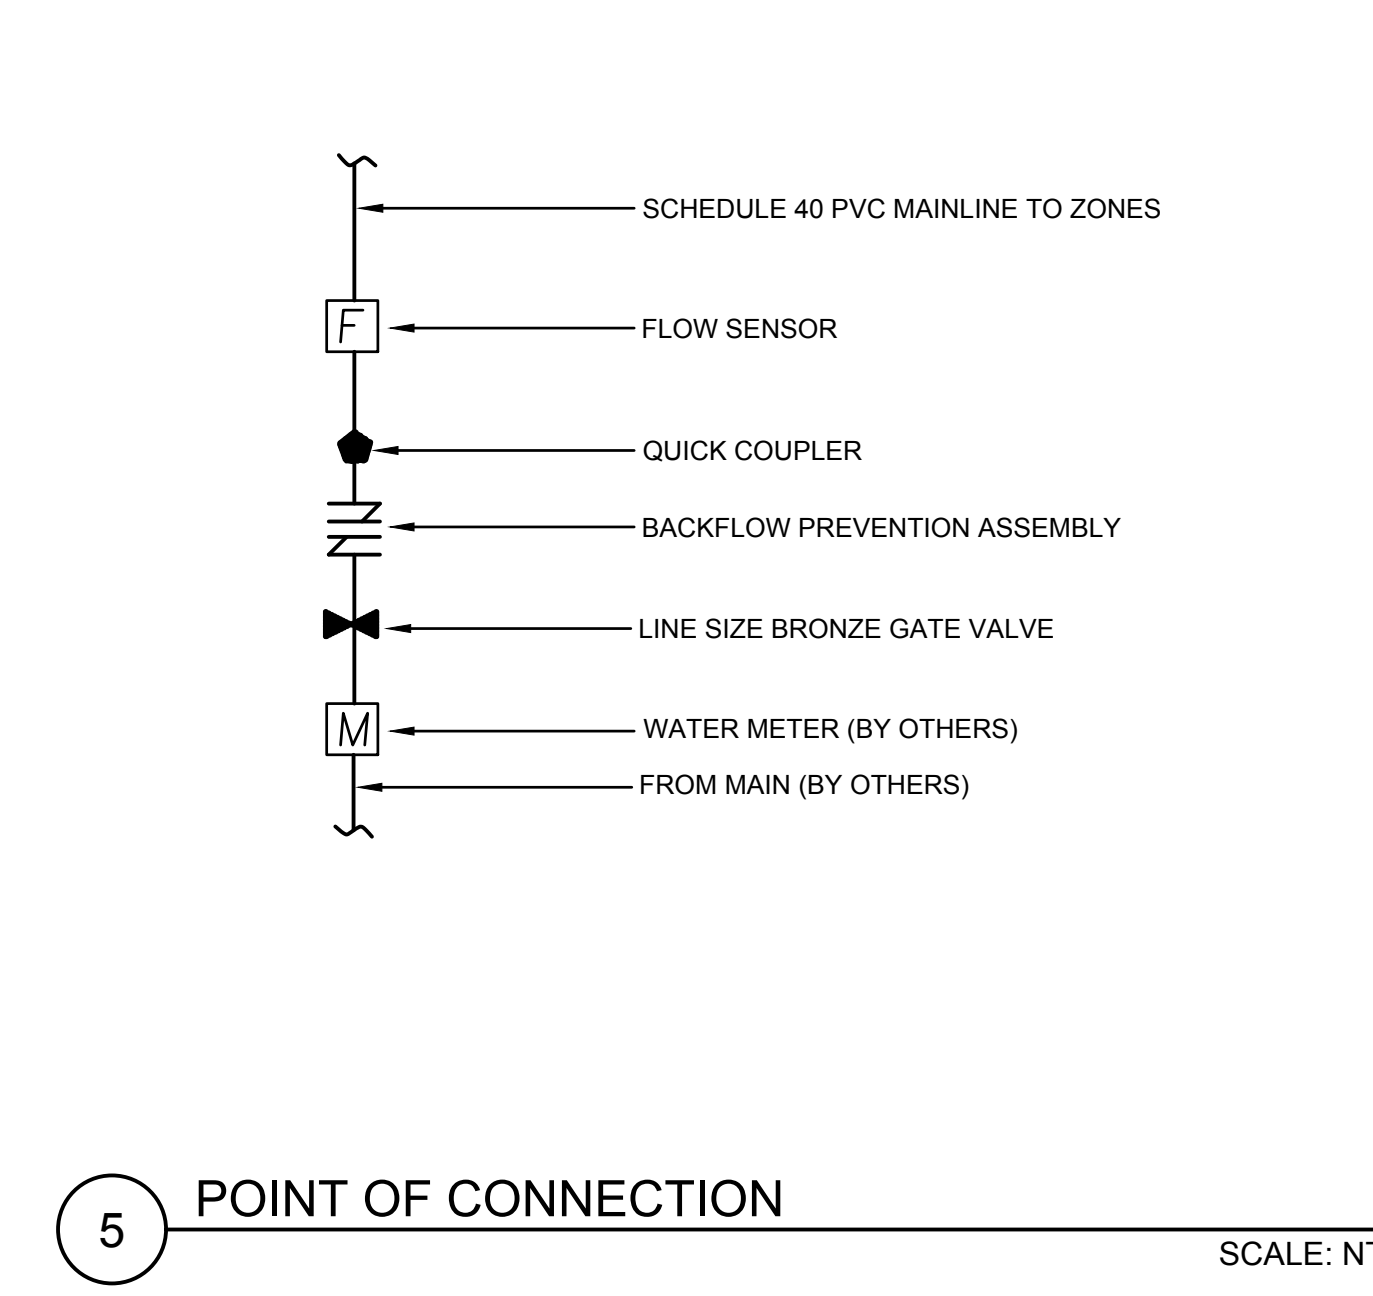 SCHEDULE 40 PVC MAINLINE TO ZONES
F
FLOW SENSOR
QUICK COUPLER
BACKFLOW PREVENTION ASSEMBLY
LINE SIZE BRONZE GATE VALVE
M
WATER METER (BY OTHERS)
FROM MAIN (BY OTHERS)
5
POINT OF CONNECTION
SCALE: